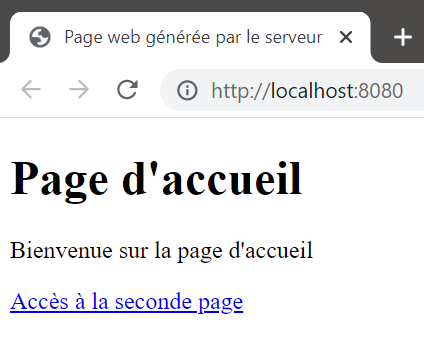 Page web générée par le serveur
http://localhost:8080
Page d'accueil
Bienvenue sur la page d'accueil
Accès à la seconde page